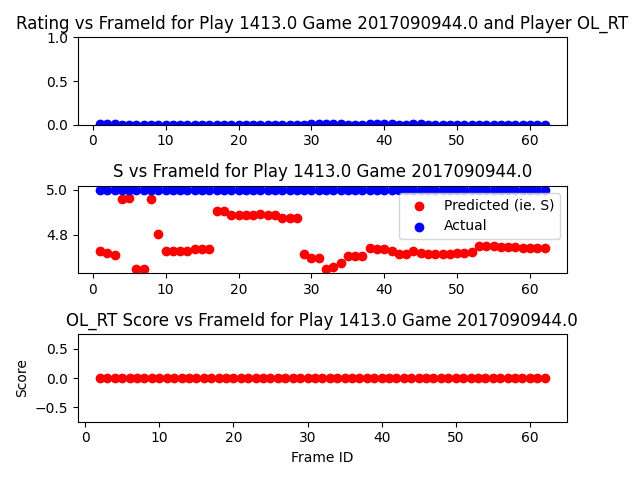 Rating vs FrameId for Play 1413.0 Game 2017090944.0 and Player OL_RT
1.0
0.5
0.0
0 10 20 30 40 50 60
S vs FrameId for Play 1413.0 Game 2017090944.0
5.0
4.8
Predicted (ie. S)
Actual
0 10 20 30 40 50 60
OL_RT Score vs FrameId for Play 1413.0 Game 2017090944.0
Score
0.5
0.0
−0.5
0 10 20 30 40 50 60
Frame ID